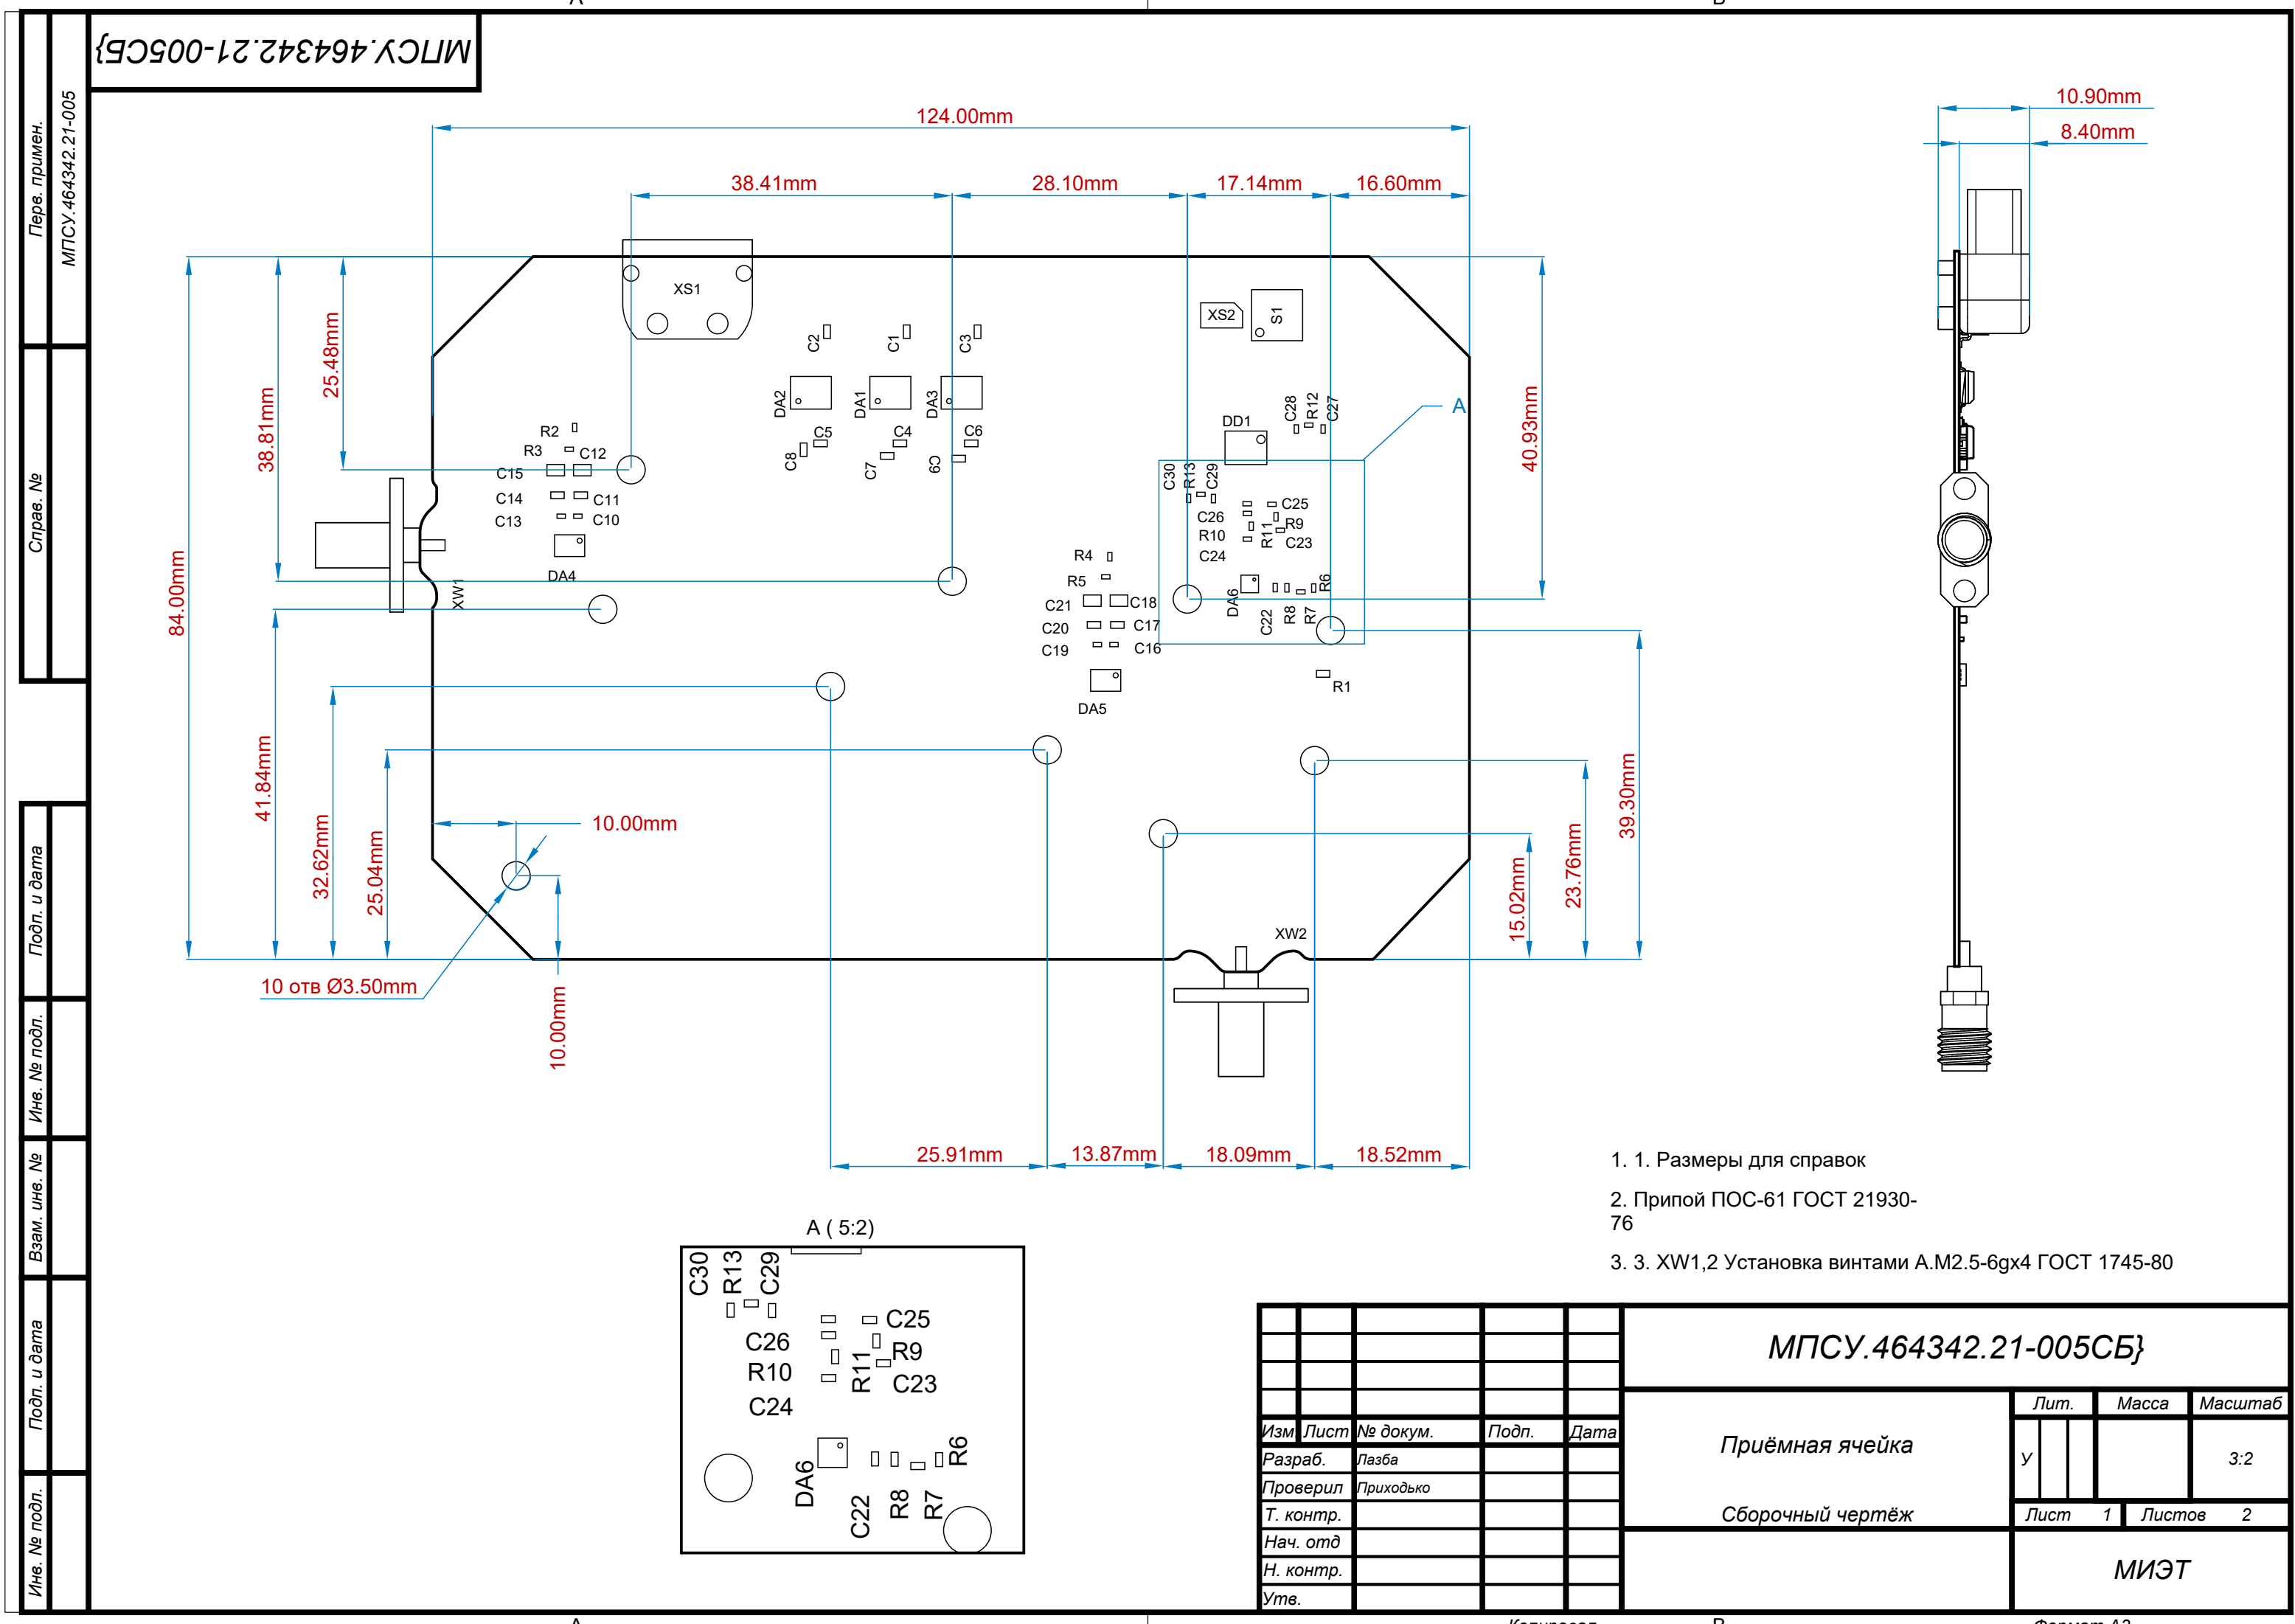 МПСУ.464342.21-005СБ}
Перв. примен.
МПСУ.464342.21-005
Справ. №
Подп. и дата
Инв. № подл.
Взам. инв. №
Подп. и дата
Инв. № подл.
124.00mm
38.41mm
28.10mm
17.14mm
16.60mm
10.90mm
8.40mm
84.00mm
38.81mm
25.48mm
40.93mm
41.84mm
32.62mm
25.04mm
10.00mm
10.00mm
10 отв Ø3.50mm
15.02mm
23.76mm
39.30mm
25.91mm
13.87mm
18.09mm
18.52mm
XS1
XS2
S1
C2
C1
C3
DA2
DA1
DA3
C5
C4
C6
C8
C7
C9
R2
R3
C12
C15
C14
C11
C13
C10
DA4
XW1
DD1
C28
R12
C27
A
C30
R13
C29
C25
C26
R9
R10
R11
C23
C24
R4
R5
C21
C18
C20
C17
C19
C16
DA5
DA6
C22
R8
R7
R6
R1
XW2
A ( 5:2)
C30
R13
C29
C25
C26
R9
R10
R11
C23
C24
DA6
C22
R8
R7
R6
1. 1. Размеры для справок
2. Припой ПОС-61 ГОСТ 21930-
76
3. 3. XW1,2 Установка винтами А.М2.5-6gx4 ГОСТ 1745-80
МПСУ.464342.21-005СБ}
Изм Лист № докум. Подп. Дата
Разраб. Лазба
Проверил Приходько
Т. контр.
Нач. отд
Н. контр.
Утв.
Приёмная ячейка
Сборочный чертёж
Лит. Масса Масштаб
У 3:2
Лист 1 Листов 2
МИЭТ